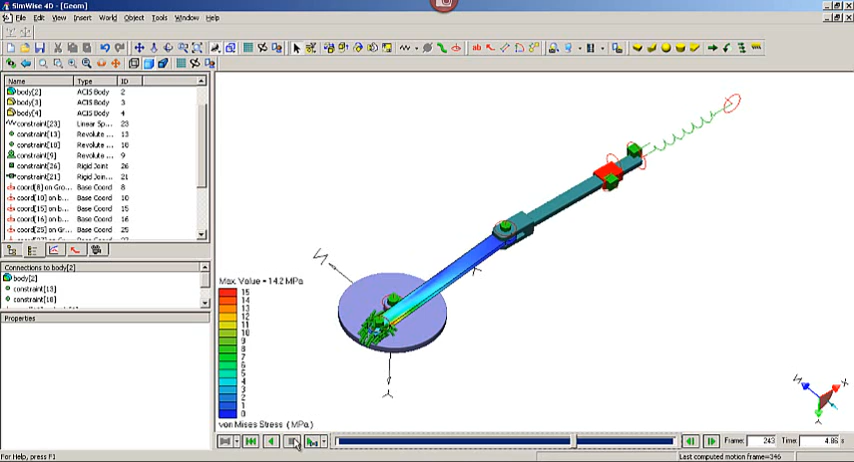 SimWise 4D - [Geom]
File Edit View Insert World Object Tools Window Help
Name Type ID
body[2] ACIS Body 2
body[3] ACIS Body 3
body[4] ACIS Body 4
constraint[23] Linear Sp... 23
constraint[13] Revolute ... 13
constraint[10] Revolute ... 10
constraint[9] Revolute ... 9
constraint[26] Rigid Joint 26
constraint[21] Rigid Joint 21
coord[8] on Gro... Base Coord 8
coord[10] on b... Base Coord 10
coord[15] on b... Base Coord 15
coord[16] on b... Base Coord 16
coord[25] on Gr... Base Coord 25
Connections to body[2]
body[2]
constraint[13]
constraint[10]
Properties
Max Value = 14.2 MPa
15
14
13
12
11
10
9
8
7
6
5
4
3
2
1
0
von Mises Stress (MPa)
X
Y
Frame: 243 Time: 4.86 s
For Help, press F1
Last computed motion frame=346